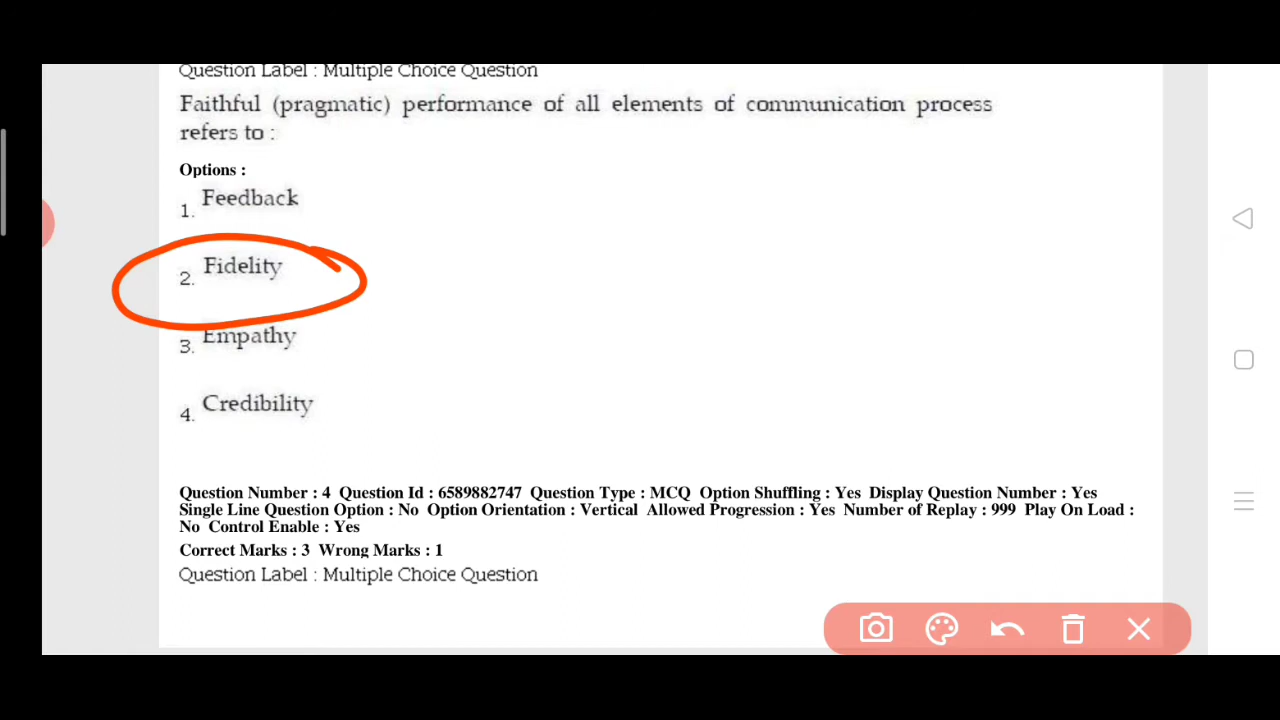 Question Label : Multiple Choice Question
Faithful (pragmatic) performance of all elements of communication process
refers to :
Options :
1. Feedback
2. Fidelity
3. Empathy
4. Credibility
Question Number : 4 Question Id : 6589882747 Question Type : MCQ Option Shuffling : Yes Display Question Number : Yes
Single Line Question Option : No Option Orientation : Vertical Allowed Progression : Yes Number of Replay : 999 Play On Load :
No Control Enable : Yes
Correct Marks : 3 Wrong Marks : 1
Question Label : Multiple Choice Question